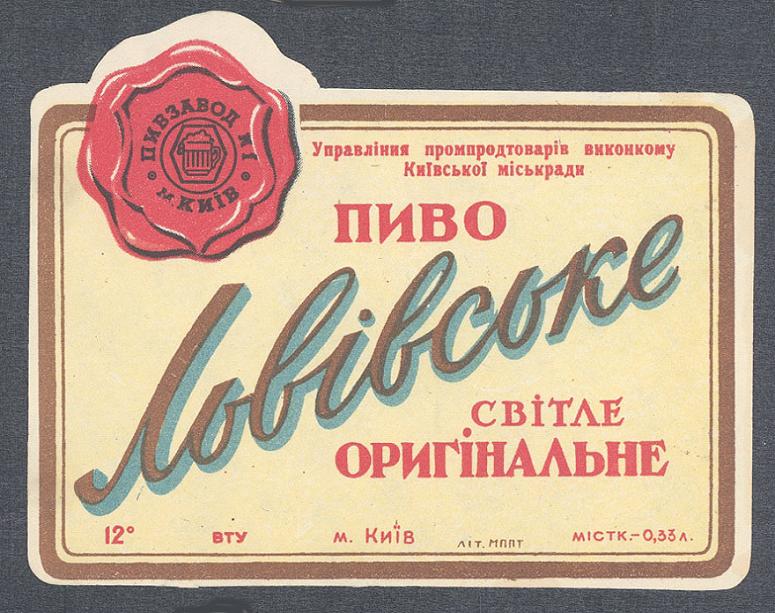 ПИВЗАВОД №1
м. КИЇВ
Управління промпродтоварів виконкому
Київської міськради
ПИВО
Львівське
СВІТЛЕ
ОРИГІНАЛЬНЕ
12° ВТУ м. Київ ЛІТ. МППТ МІСТК.-0,33 л.